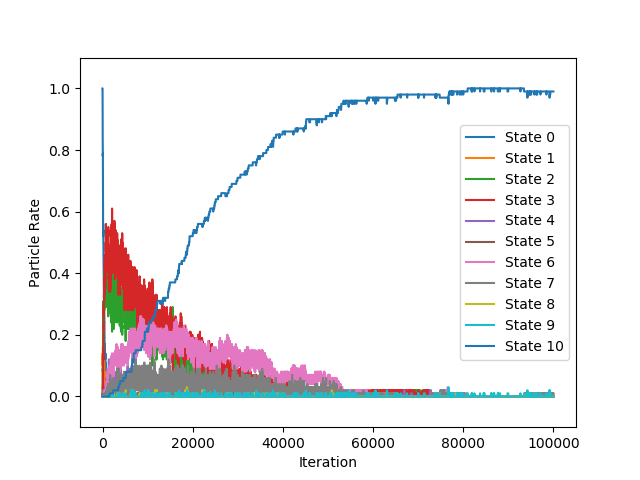 1.0
0.8
0.6
0.4
0.2
0.0
Particle Rate
0 20000 40000 60000 80000 100000
Iteration
State 0
State 1
State 2
State 3
State 4
State 5
State 6
State 7
State 8
State 9
State 10